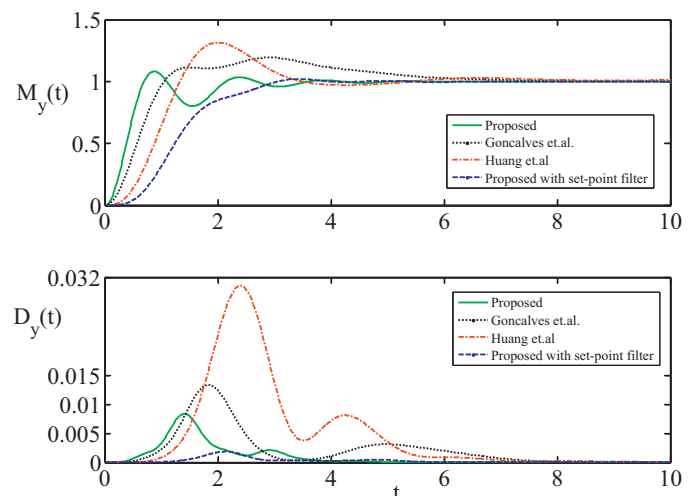 1.5
M_y(t)
1
0.5
0
0 2 4 6 8 10
Proposed
Goncalves et.al.
Huang et.al
Proposed with set-point filter
0.032
D_y(t)
0.015
0.01
0.005
0
0 2 4 6 8 10
t
Proposed
Goncalves et.al.
Huang et.al
Proposed with set-point filter